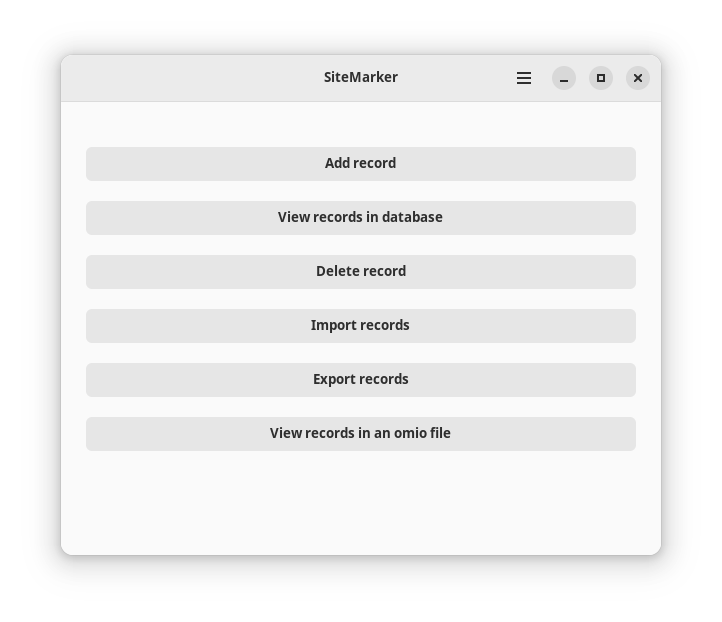 SiteMarker
Add record
View records in database
Delete record
Import records
Export records
View records in an omio file